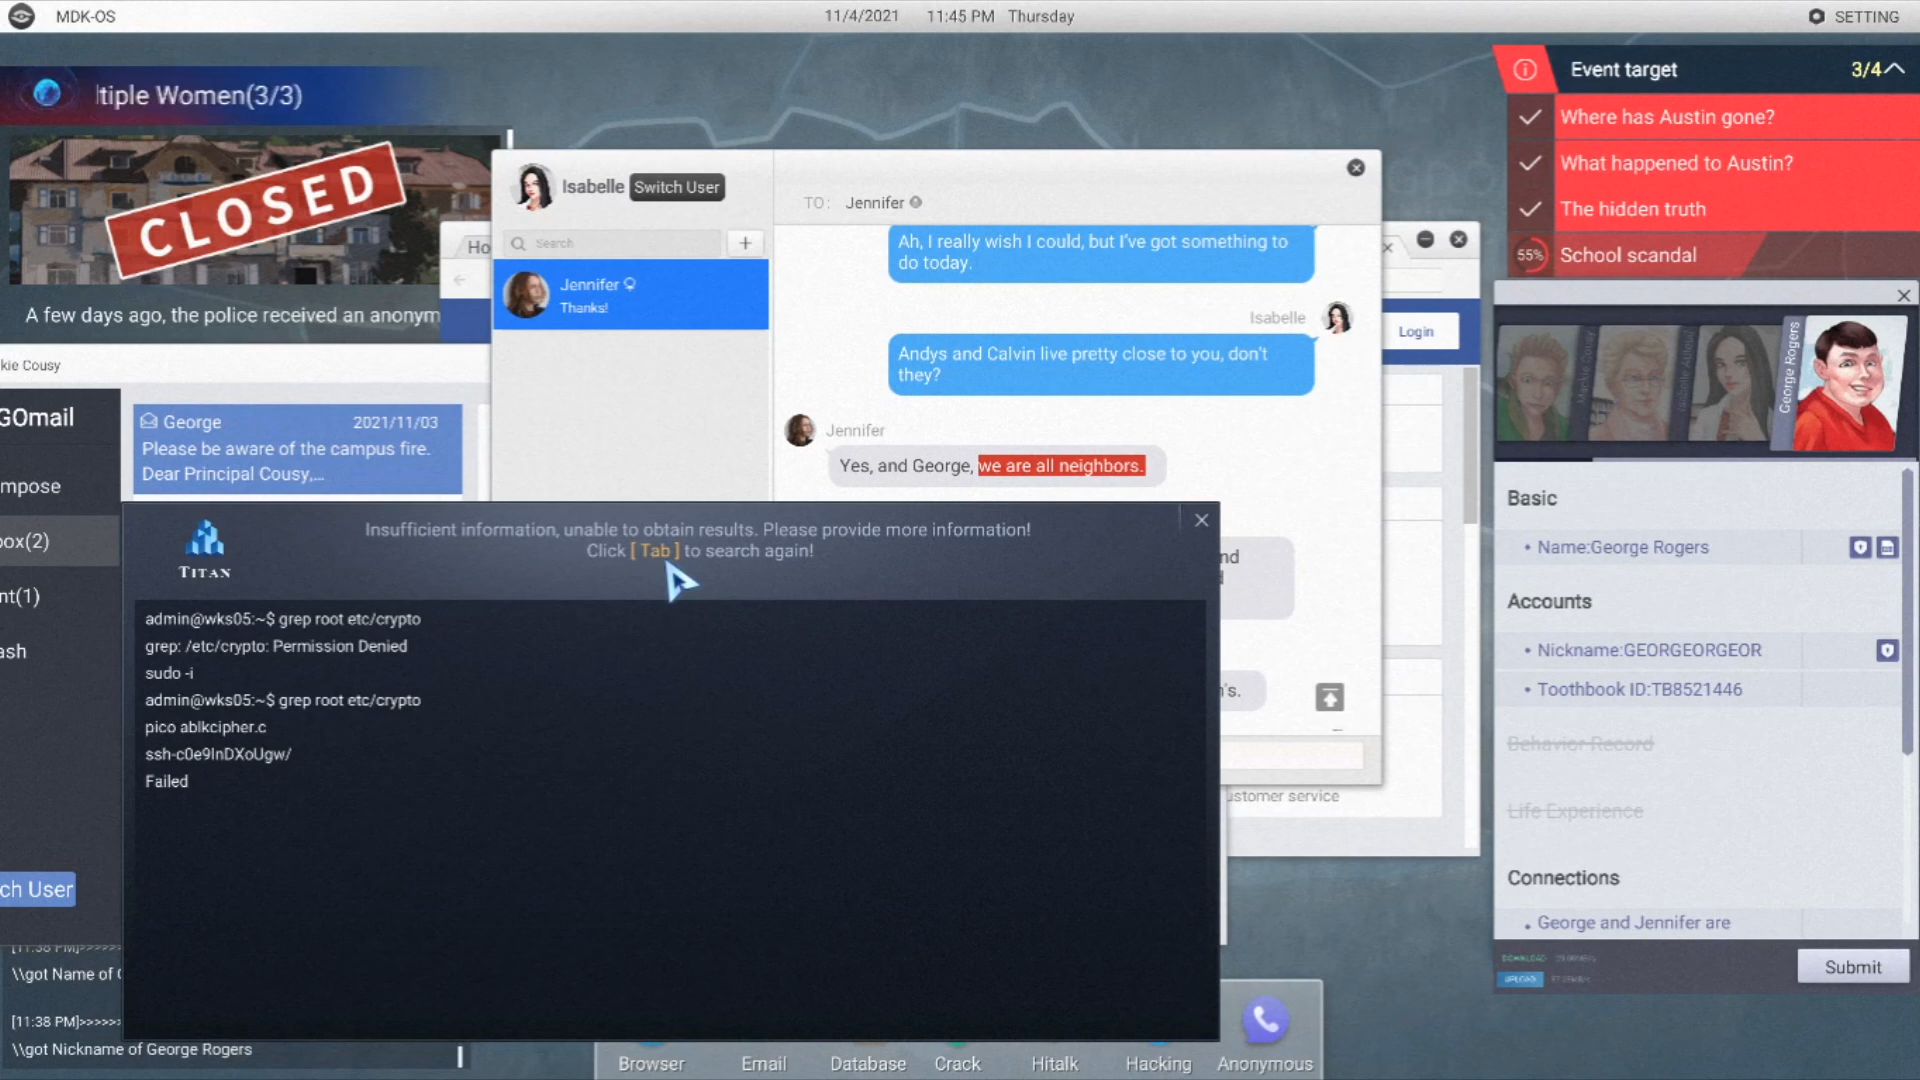 MDK-OS
11/4/2021 11:45 PM Thursday
SETTING
ltiple Women(3/3)
CLOSED
A few days ago, the police received an anonym
kie Cousy
GOmail
mpose
box(2)
nt(1)
ash
ch User
George 2021/11/03
Please be aware of the campus fire.
Dear Principal Cousy,...
Ho
Isabelle Switch User
Search
Jennifer
Thanks!
TO: Jennifer
Ah, I really wish I could, but I've got something to
do today.
Isabelle
Andys and Calvin live pretty close to you, don't
they?
Jennifer
Yes, and George, we are all neighbors.
nd
n's.
Login
ustomer service
TITAN
Insufficient information, unable to obtain results. Please provide more information!
Click [ Tab ] to search again!
admin@wks05:~$ grep root etc/crypto
grep: /etc/crypto: Permission Denied
sudo -i
admin@wks05:~$ grep root etc/crypto
pico ablkcipher.c
ssh-c0e9lnDXoUgw/
Failed
[11:38 PM]>>>>>
\\got Name of G
[11:38 PM]>>>>>
\\got Nickname of George Rogers
Browser
Email
Database
Crack
Hitalk
Hacking
Anonymous
Event target 3/4
Where has Austin gone?
What happened to Austin?
The hidden truth
55% School scandal
George Rogers
Basic
• Name:George Rogers
Accounts
• Nickname:GEORGEORGEOR
• Toothbook ID:TB8521446
Behavior Record
Life Experience
Connections
• George and Jennifer are
DOWNLOAD
UPLOAD
Submit